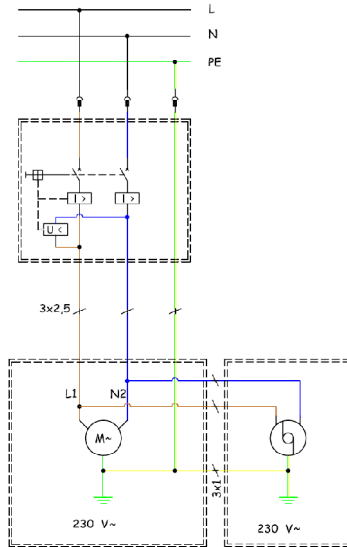 L
N
PE
I >
I >
U <
3x2,5
L1
N2
M~
3x1
230 V~
230 V~